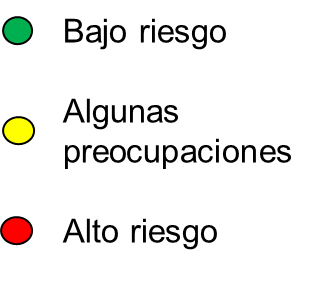 Bajo riesgo
Algunas
preocupaciones
Alto riesgo